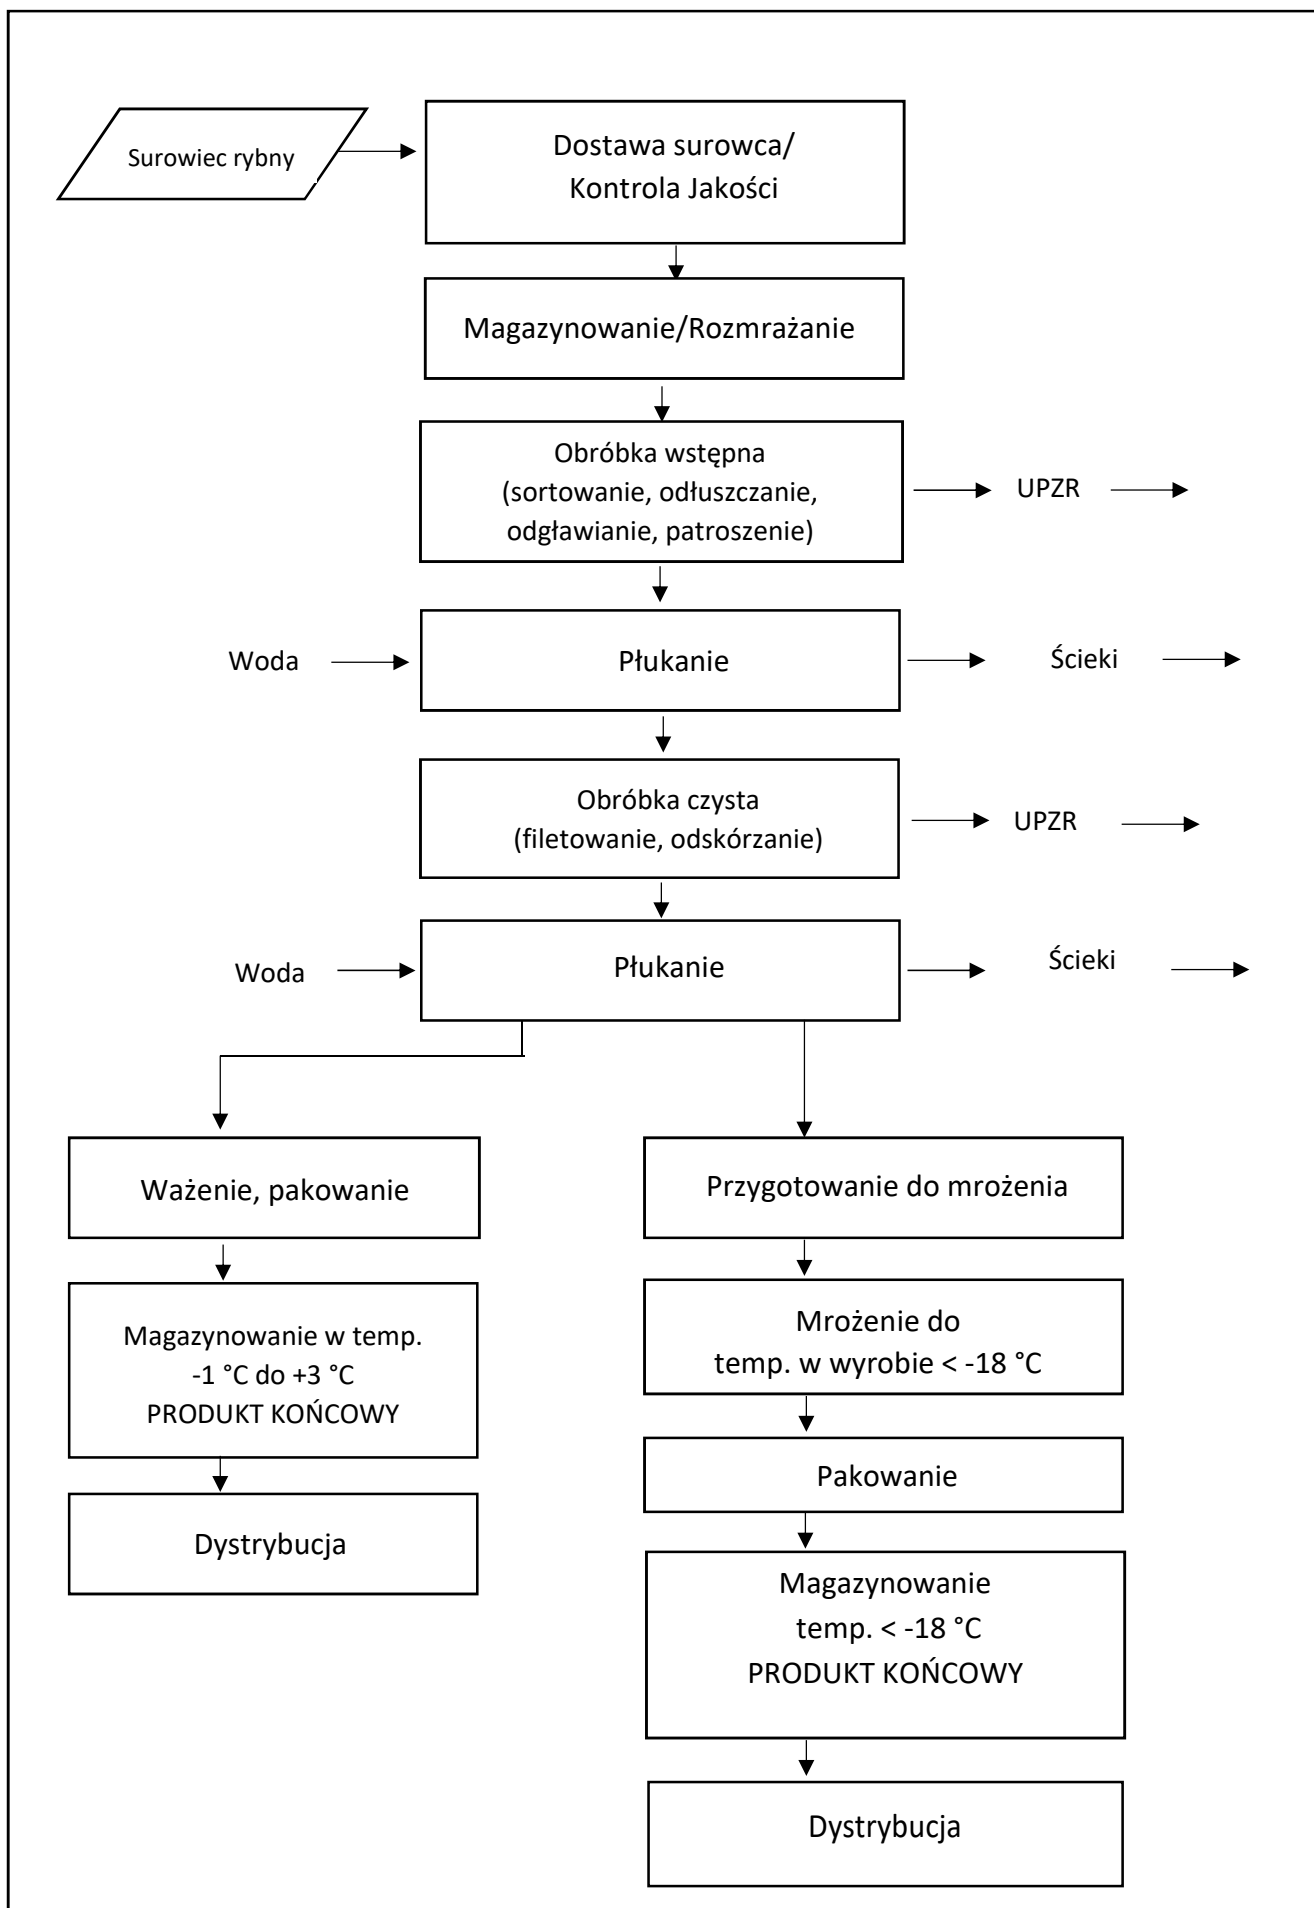 Surowiec rybny
Dostawa surowca/
Kontrola Jakości
Magazynowanie/Rozmrażanie
Obróbka wstępna
(sortowanie, odłuszczanie,
odgławianie, patroszenie)
UPZR
Woda
Płukanie
Ścieki
Obróbka czysta
(filetowanie, odskórzanie)
UPZR
Woda
Płukanie
Ścieki
Ważenie, pakowanie
Magazynowanie w temp.
-1 °C do +3 °C
PRODUKT KOŃCOWY
Dystrybucja
Przygotowanie do mrożenia
Mrożenie do
temp. w wyrobie < -18 °C
Pakowanie
Magazynowanie
temp. < -18 °C
PRODUKT KOŃCOWY
Dystrybucja